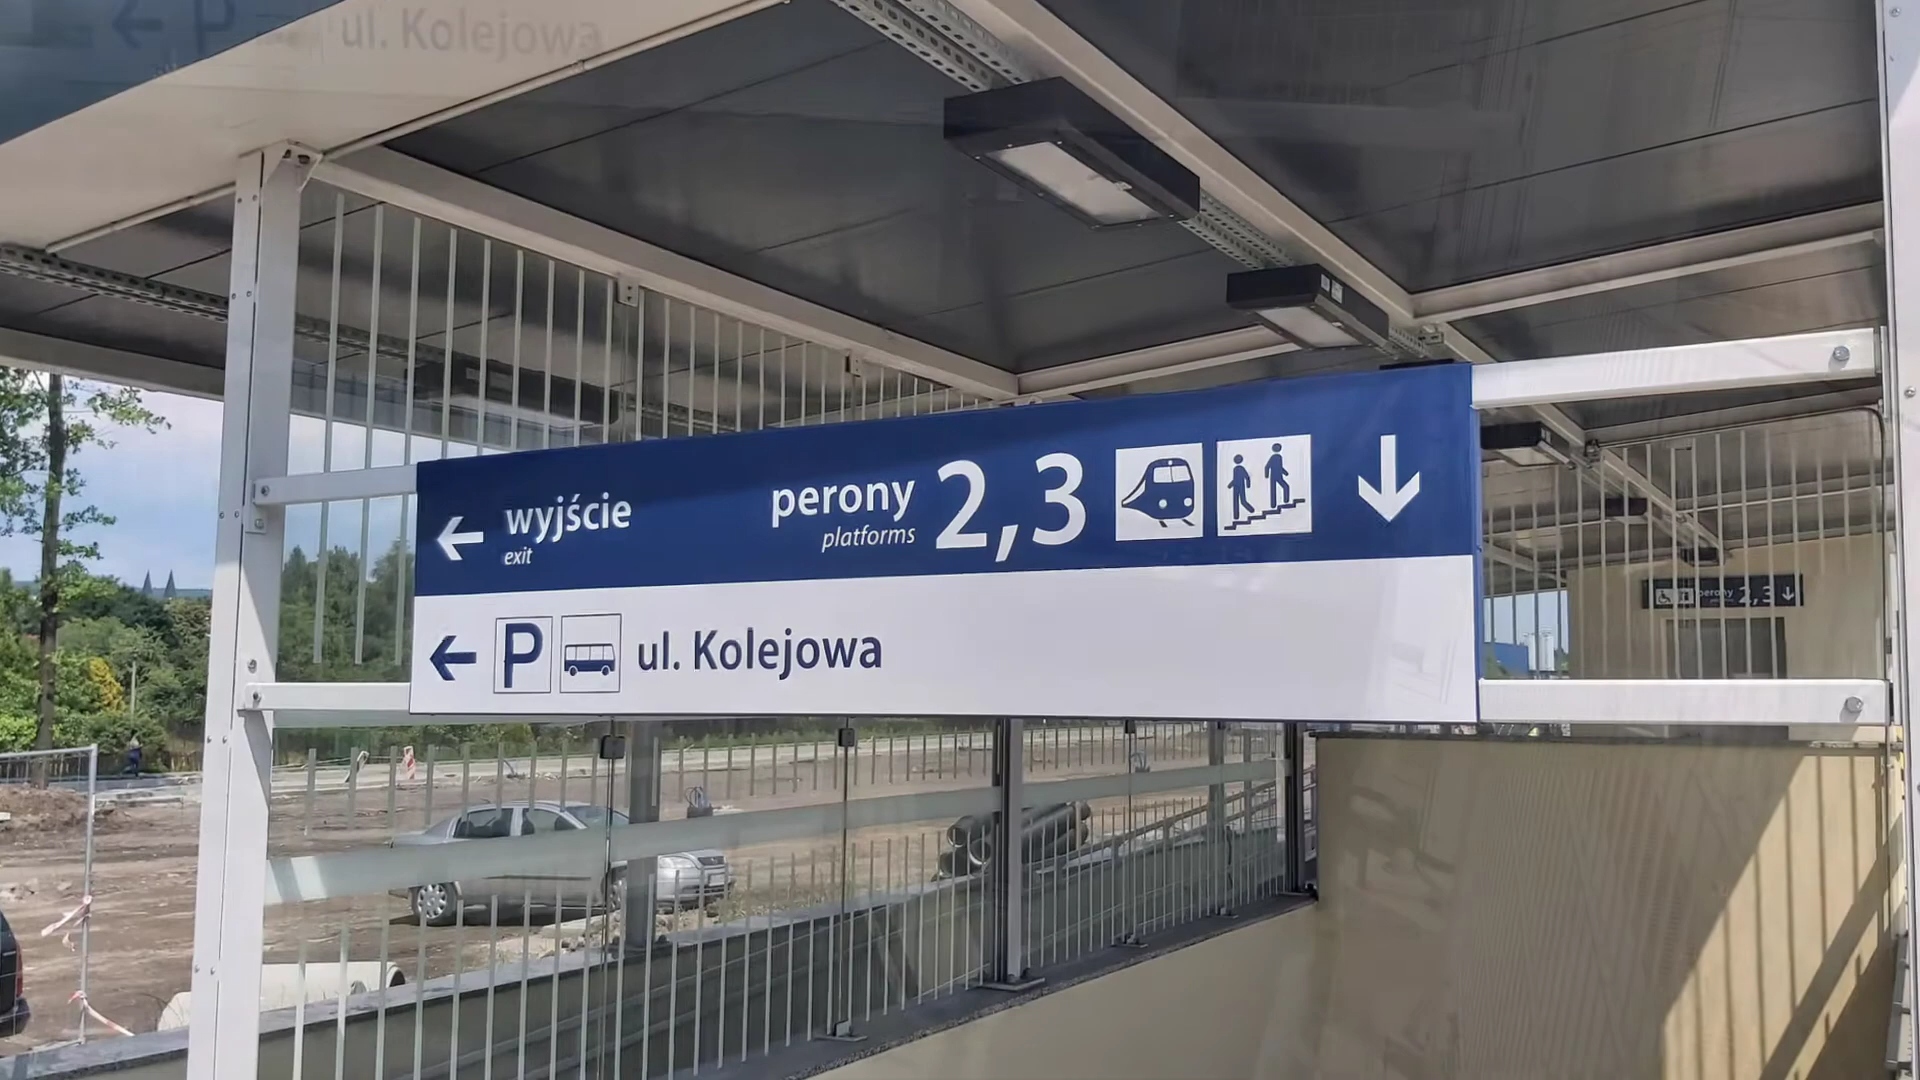 ul. Kolejowa
wyjście
exit
perony 2,3
platforms
P ul. Kolejowa
perony 2,3